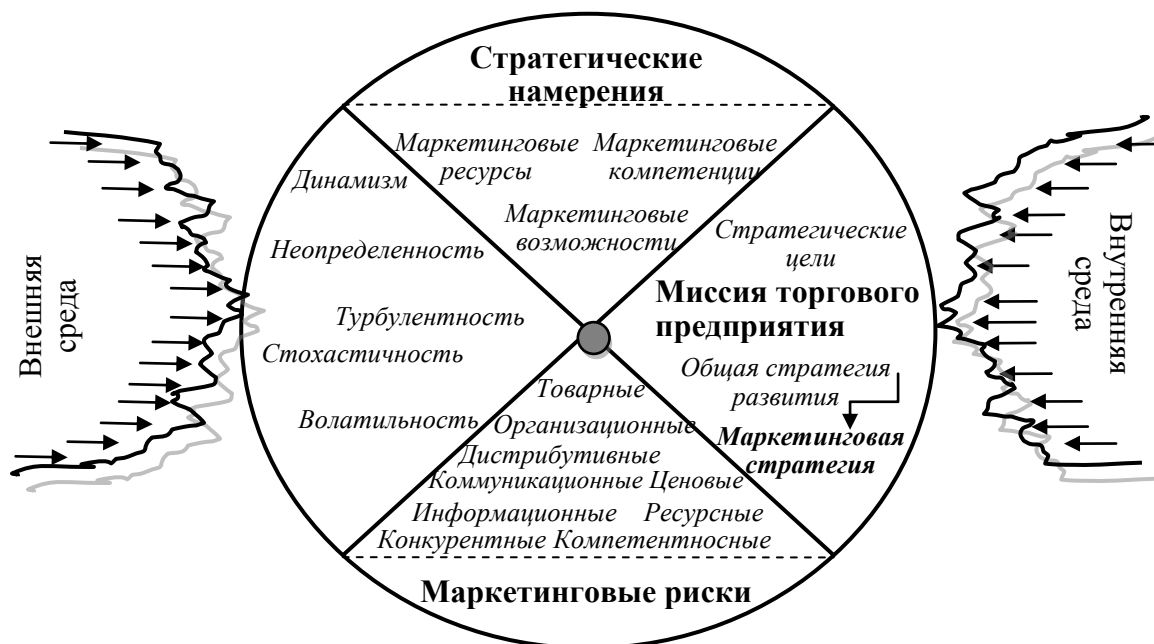 Стратегические
намерения
Маркетинговые
ресурсы
Маркетинговые
компетенции
Маркетинговые
возможности
Динамизм
Неопределенность
Турбулентность
Стохастичность
Волатильность
Внешняя
среда
Стратегические
цели
Миссия торгового
предприятия
Общая стратегия
развития
Маркетинговая
стратегия
Внутренняя
среда
Товарные
Организационные
Дистрибутивные
Коммуникационные Ценовые
Информационные Ресурсные
Конкурентные Компетентносные
Маркетинговые риски